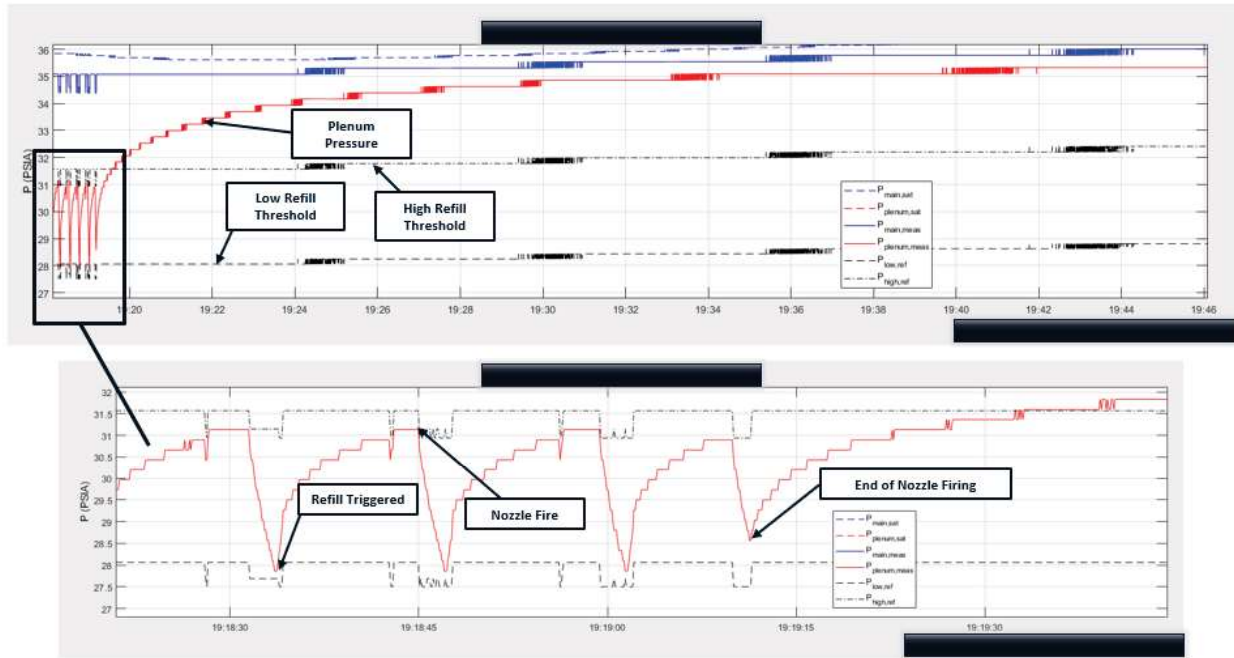 36
35
34
33
32
31
30
29
28
27
P (PSIA)
19:20 19:22 19:24 19:26 19:28 19:30 19:32 19:34 19:36 19:38 19:40 19:42 19:44 19:46
Plenum
Pressure
Low Refill
Threshold
High Refill
Threshold
P main,sat
P plenum,sat
P main,meas
P plenum,meas
P low,ref
P high,ref
32
31.5
31
30.5
30
29.5
29
28.5
28
27.5
27
P (PSIA)
19:18:30 19:18:45 19:19:00 19:19:15 19:19:30
Refill Triggered
Nozzle Fire
End of Nozzle Firing
P main,sat
P plenum,sat
P main,meas
P plenum,meas
P low,ref
P high,ref